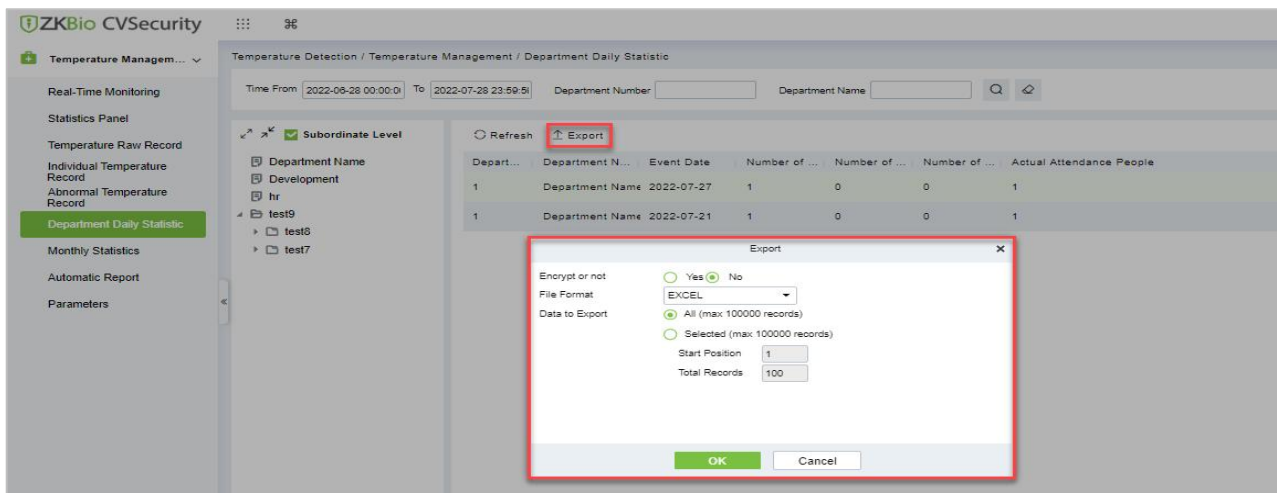 ZKBio CVSecurity
Temperature Managem...
Real-Time Monitoring
Statistics Panel
Temperature Raw Record
Individual Temperature
Record
Abnormal Temperature
Record
Department Daily Statistic
Monthly Statistics
Automatic Report
Parameters
Temperature Detection / Temperature Management / Department Daily Statistic
Time From 2022-06-28 00:00:0 To 2022-07-28 23:59:5 Department Number Department Name
Subordinate Level
Department Name
Development
hr
test9
test8
test7
Refresh Export
Depart... Department N... Event Date Number of ... Number of ... Number of ... Actual Attendance People
1 Department Name 2022-07-27 1 0 0 1
1 Department Name 2022-07-21 1 0 0 1
Export
Encrypt or not Yes No
File Format EXCEL
Data to Export All (max 100000 records)
Selected (max 100000 records)
Start Position 1
Total Records 100
OK Cancel